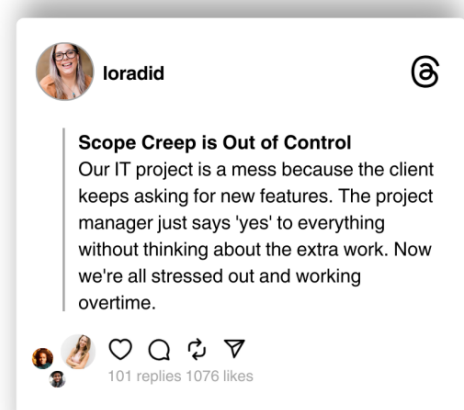 loradid
Scope Creep is Out of Control
Our IT project is a mess because the client
keeps asking for new features. The project
manager just says 'yes' to everything
without thinking about the extra work. Now
we're all stressed out and working
overtime.
101 replies 1076 likes